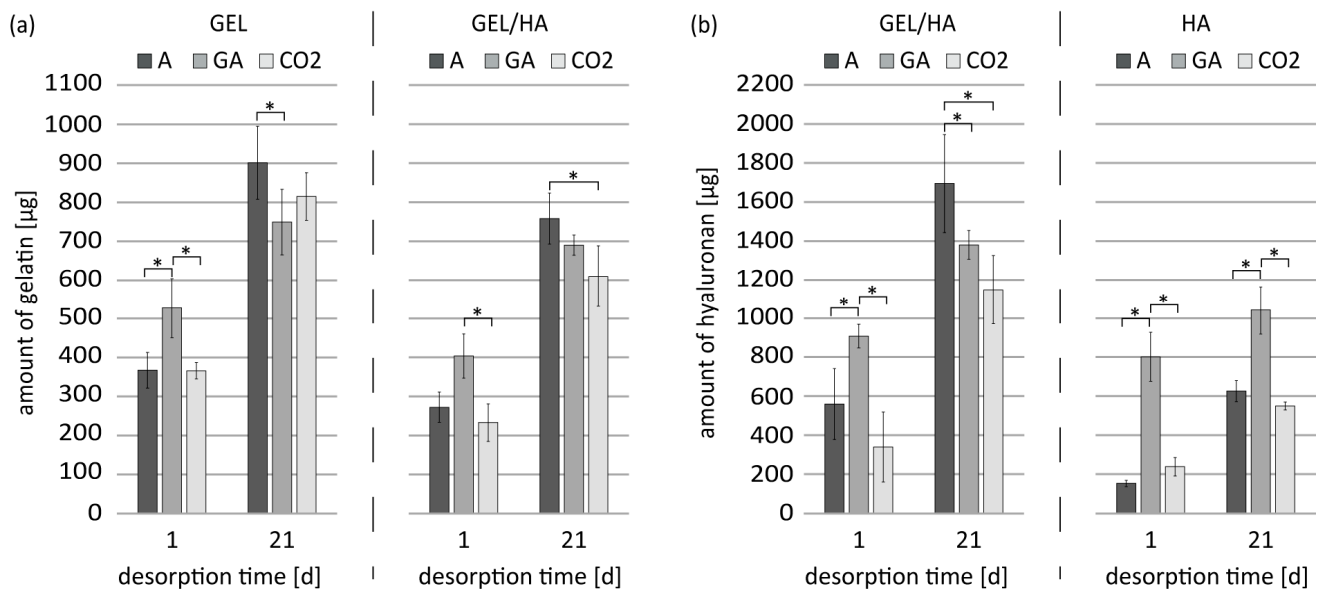 (a)
GEL
GEL/HA
A GA CO2
A GA CO2
amount of gelatin [µg]
1100
1000
900
800
700
600
500
400
300
200
100
0
*
*
*
*
*
1 21
1 21
desorption time [d]
desorption time [d]
(b)
GEL/HA
HA
A GA CO2
A GA CO2
amount of hyaluronan [µg]
2200
2000
1800
1600
1400
1200
1000
800
600
400
200
0
*
*
*
*
*
*
*
*
1 21
1 21
desorption time [d]
desorption time [d]